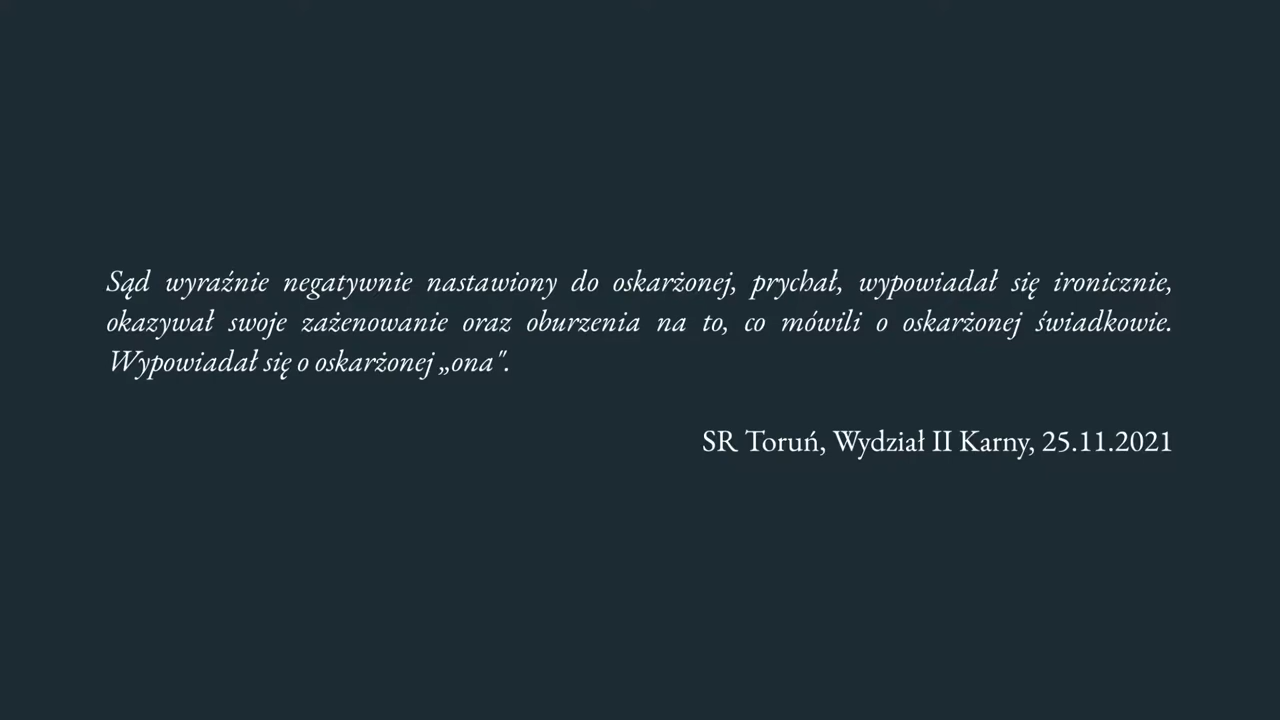 Sąd wyraźnie negatywnie nastawiony do oskarżonej, prychał, wypowiadał się ironicznie,
okazywał swoje zażenowanie oraz oburzenia na to, co mówili o oskarżonej świadkowie.
Wypowiadał się o oskarżonej „ona".
SR Toruń, Wydział II Karny, 25.11.2021